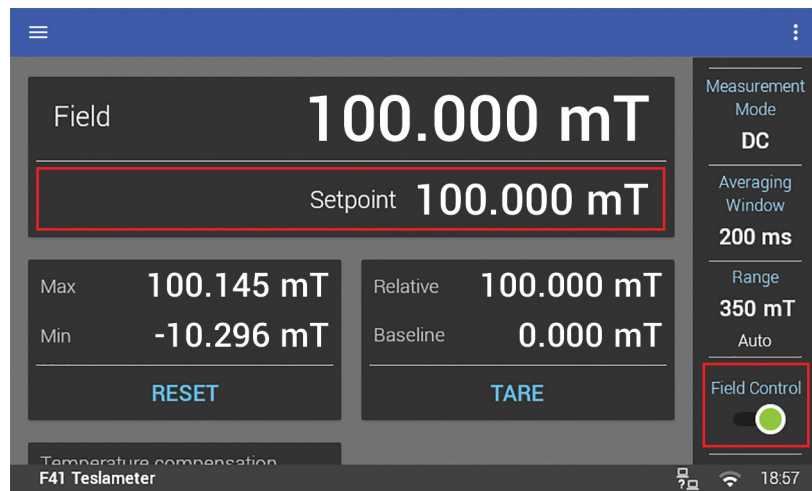 Field 100.000 mT
Setpoint 100.000 mT
Max 100.145 mT
Min -10.296 mT
RESET
Relative 100.000 mT
Baseline 0.000 mT
TARE
Temperature compensation
Measurement
Mode
DC
Averaging
Window
200 ms
Range
350 mT
Auto
Field Control
F41 Teslameter
?
18:57